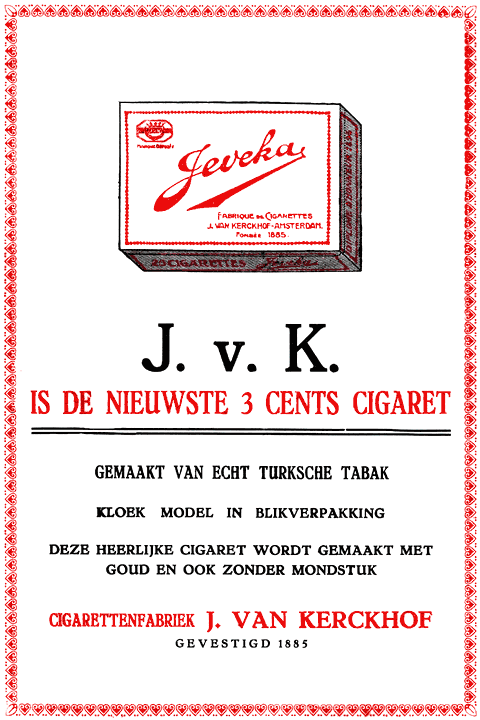 Jeveka
FABRIQUE DE CIGARETTES
J. VAN KERCKHOF-AMSTERDAM.
FONDÉE 1885.
25 CIGARETTES Jeveka
J. v. K.
IS DE NIEUWSTE 3 CENTS CIGARET
GEMAAKT VAN ECHT TURKSCHE TABAK
KLOEK MODEL IN BLIKVERPAKKING
DEZE HEERLIJKE CIGARET WORDT GEMAAKT MET
GOUD EN OOK ZONDER MONDSTUK
CIGARETTENFABRIEK J. VAN KERCKHOF
GEVESTIGD 1885